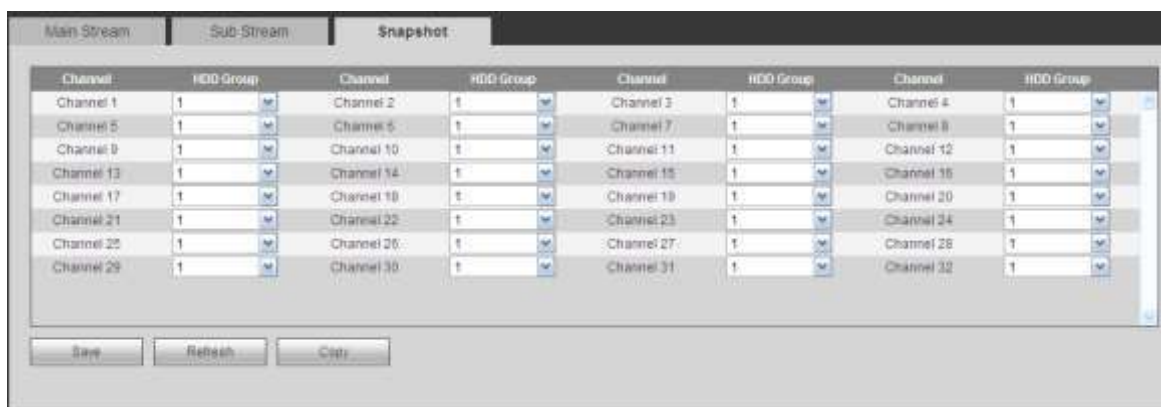 Main Stream Sub Stream Snapshot
Channel HDD Group Channel HDD Group Channel HDD Group Channel HDD Group
Channel 1 1 Channel 2 1 Channel 3 1 Channel 4 1
Channel 5 1 Channel 6 1 Channel 7 1 Channel 8 1
Channel 9 1 Channel 10 1 Channel 11 1 Channel 12 1
Channel 13 1 Channel 14 1 Channel 15 1 Channel 16 1
Channel 17 1 Channel 18 1 Channel 19 1 Channel 20 1
Channel 21 1 Channel 22 1 Channel 23 1 Channel 24 1
Channel 25 1 Channel 26 1 Channel 27 1 Channel 28 1
Channel 29 1 Channel 30 1 Channel 31 1 Channel 32 1
Save Refresh Copy